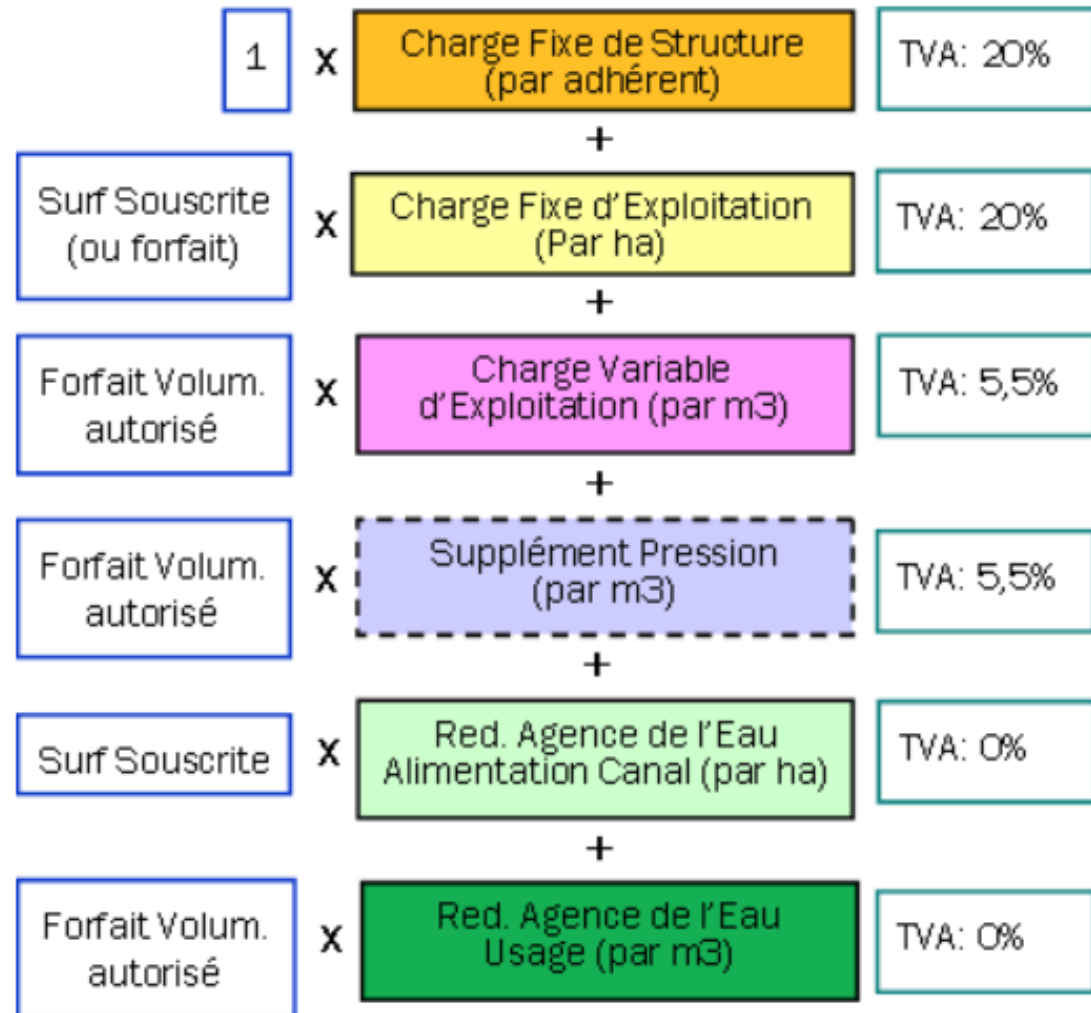 1 x Charge Fixe de Structure
(par adhérent)
TVA: 20%
+
Surf Souscrite
(ou forfait)
x
Charge Fixe d'Exploitation
(Par ha)
TVA: 20%
+
Forfait Volum.
autorisé
x
Charge Variable
d'Exploitation (par m3)
TVA: 5,5%
+
Forfait Volum.
autorisé
x
Supplément Pression
(par m3)
TVA: 5,5%
+
Surf Souscrite
x
Red. Agence de l'Eau
Alimentation Canal (par ha)
TVA: 0%
+
Forfait Volum.
autorisé
x
Red. Agence de l'Eau
Usage (par m3)
TVA: 0%